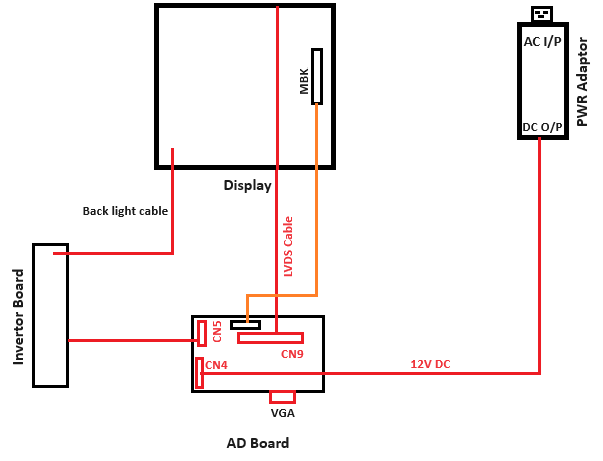 AC I/P
PWR Adaptor
DC O/P
MBK
Display
Back light cable
LVDS Cable
Invertor Board
CN5
CN9
CN4
12V DC
VGA
AD Board